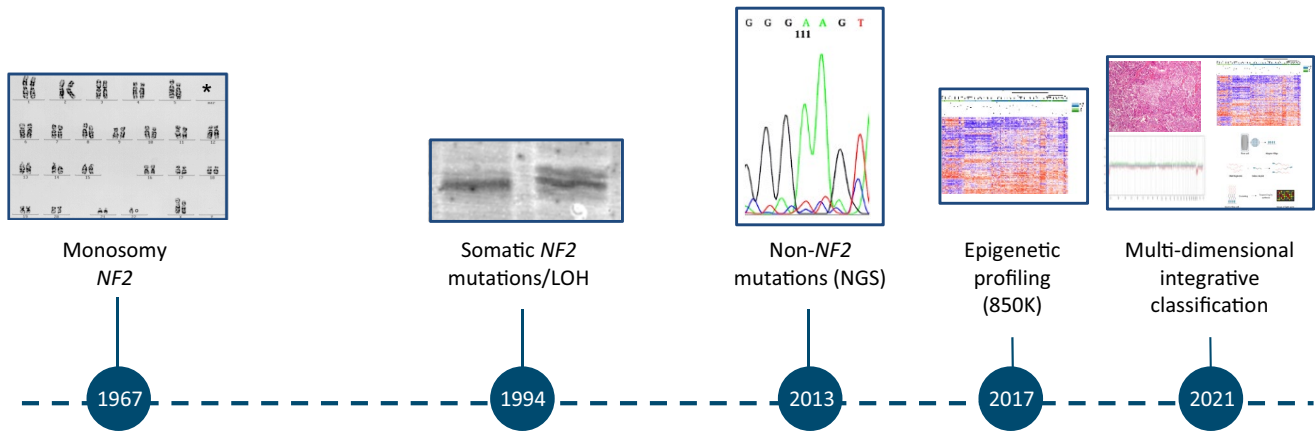 G G G A A G T
111
*
Monosomy
NF2
Somatic NF2
mutations/LOH
Non-NF2
mutations (NGS)
Epigenetic
profiling
(850K)
Multi-dimensional
integrative
classification
1967
1994
2013
2017
2021